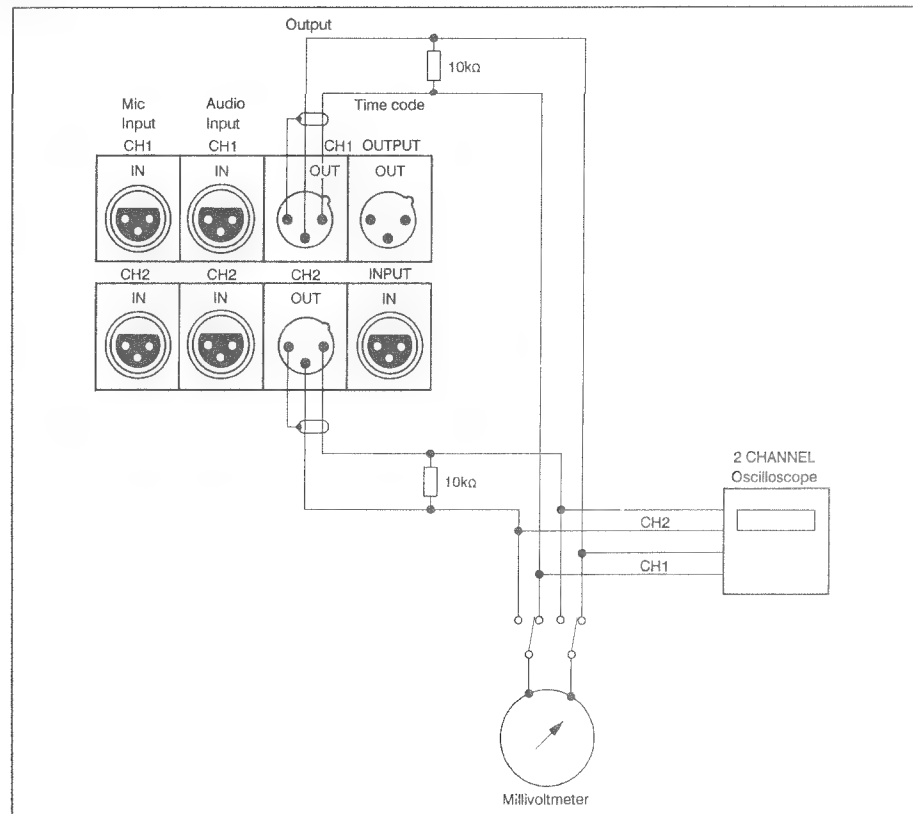 Output
10kΩ
Mic Input
Audio Input
Time code
CH1
CH1
CH1
OUTPUT
IN
IN
OUT
OUT
CH2
CH2
CH2
INPUT
IN
IN
OUT
IN
10kΩ
2 CHANNEL
Oscilloscope
CH2
CH1
Millivoltmeter